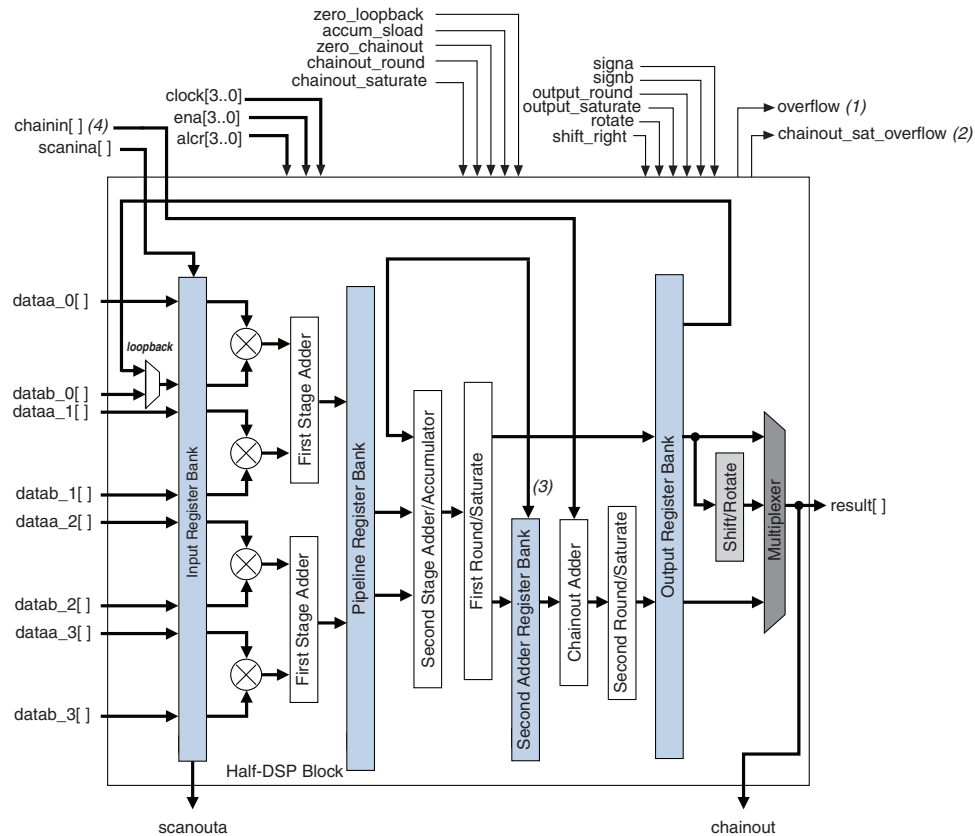 zero_loopback
accum_sload
zero_chainout
chainout_round
chainout_saturate
signa
signb
output_round
output_saturate
rotate
shift_right
clock[3..0]
ena[3..0]
alcr[3..0]
overflow (1)
chainout_sat_overflow (2)
chainin[ ] (4)
scanina[ ]
dataa_0[ ]
loopback
datab_0[ ]
dataa_1[ ]
datab_1[ ]
dataa_2[ ]
datab_2[ ]
dataa_3[ ]
datab_3[ ]
Input Register Bank
First Stage Adder
First Stage Adder
Pipeline Register Bank
Second Stage Adder/Accumulator
First Round/Saturate
(3)
Second Adder Register Bank
Chainout Adder
Second Round/Saturate
Output Register Bank
Shift/Rotate
Multiplexer
result[ ]
Half-DSP Block
scanouta
chainout